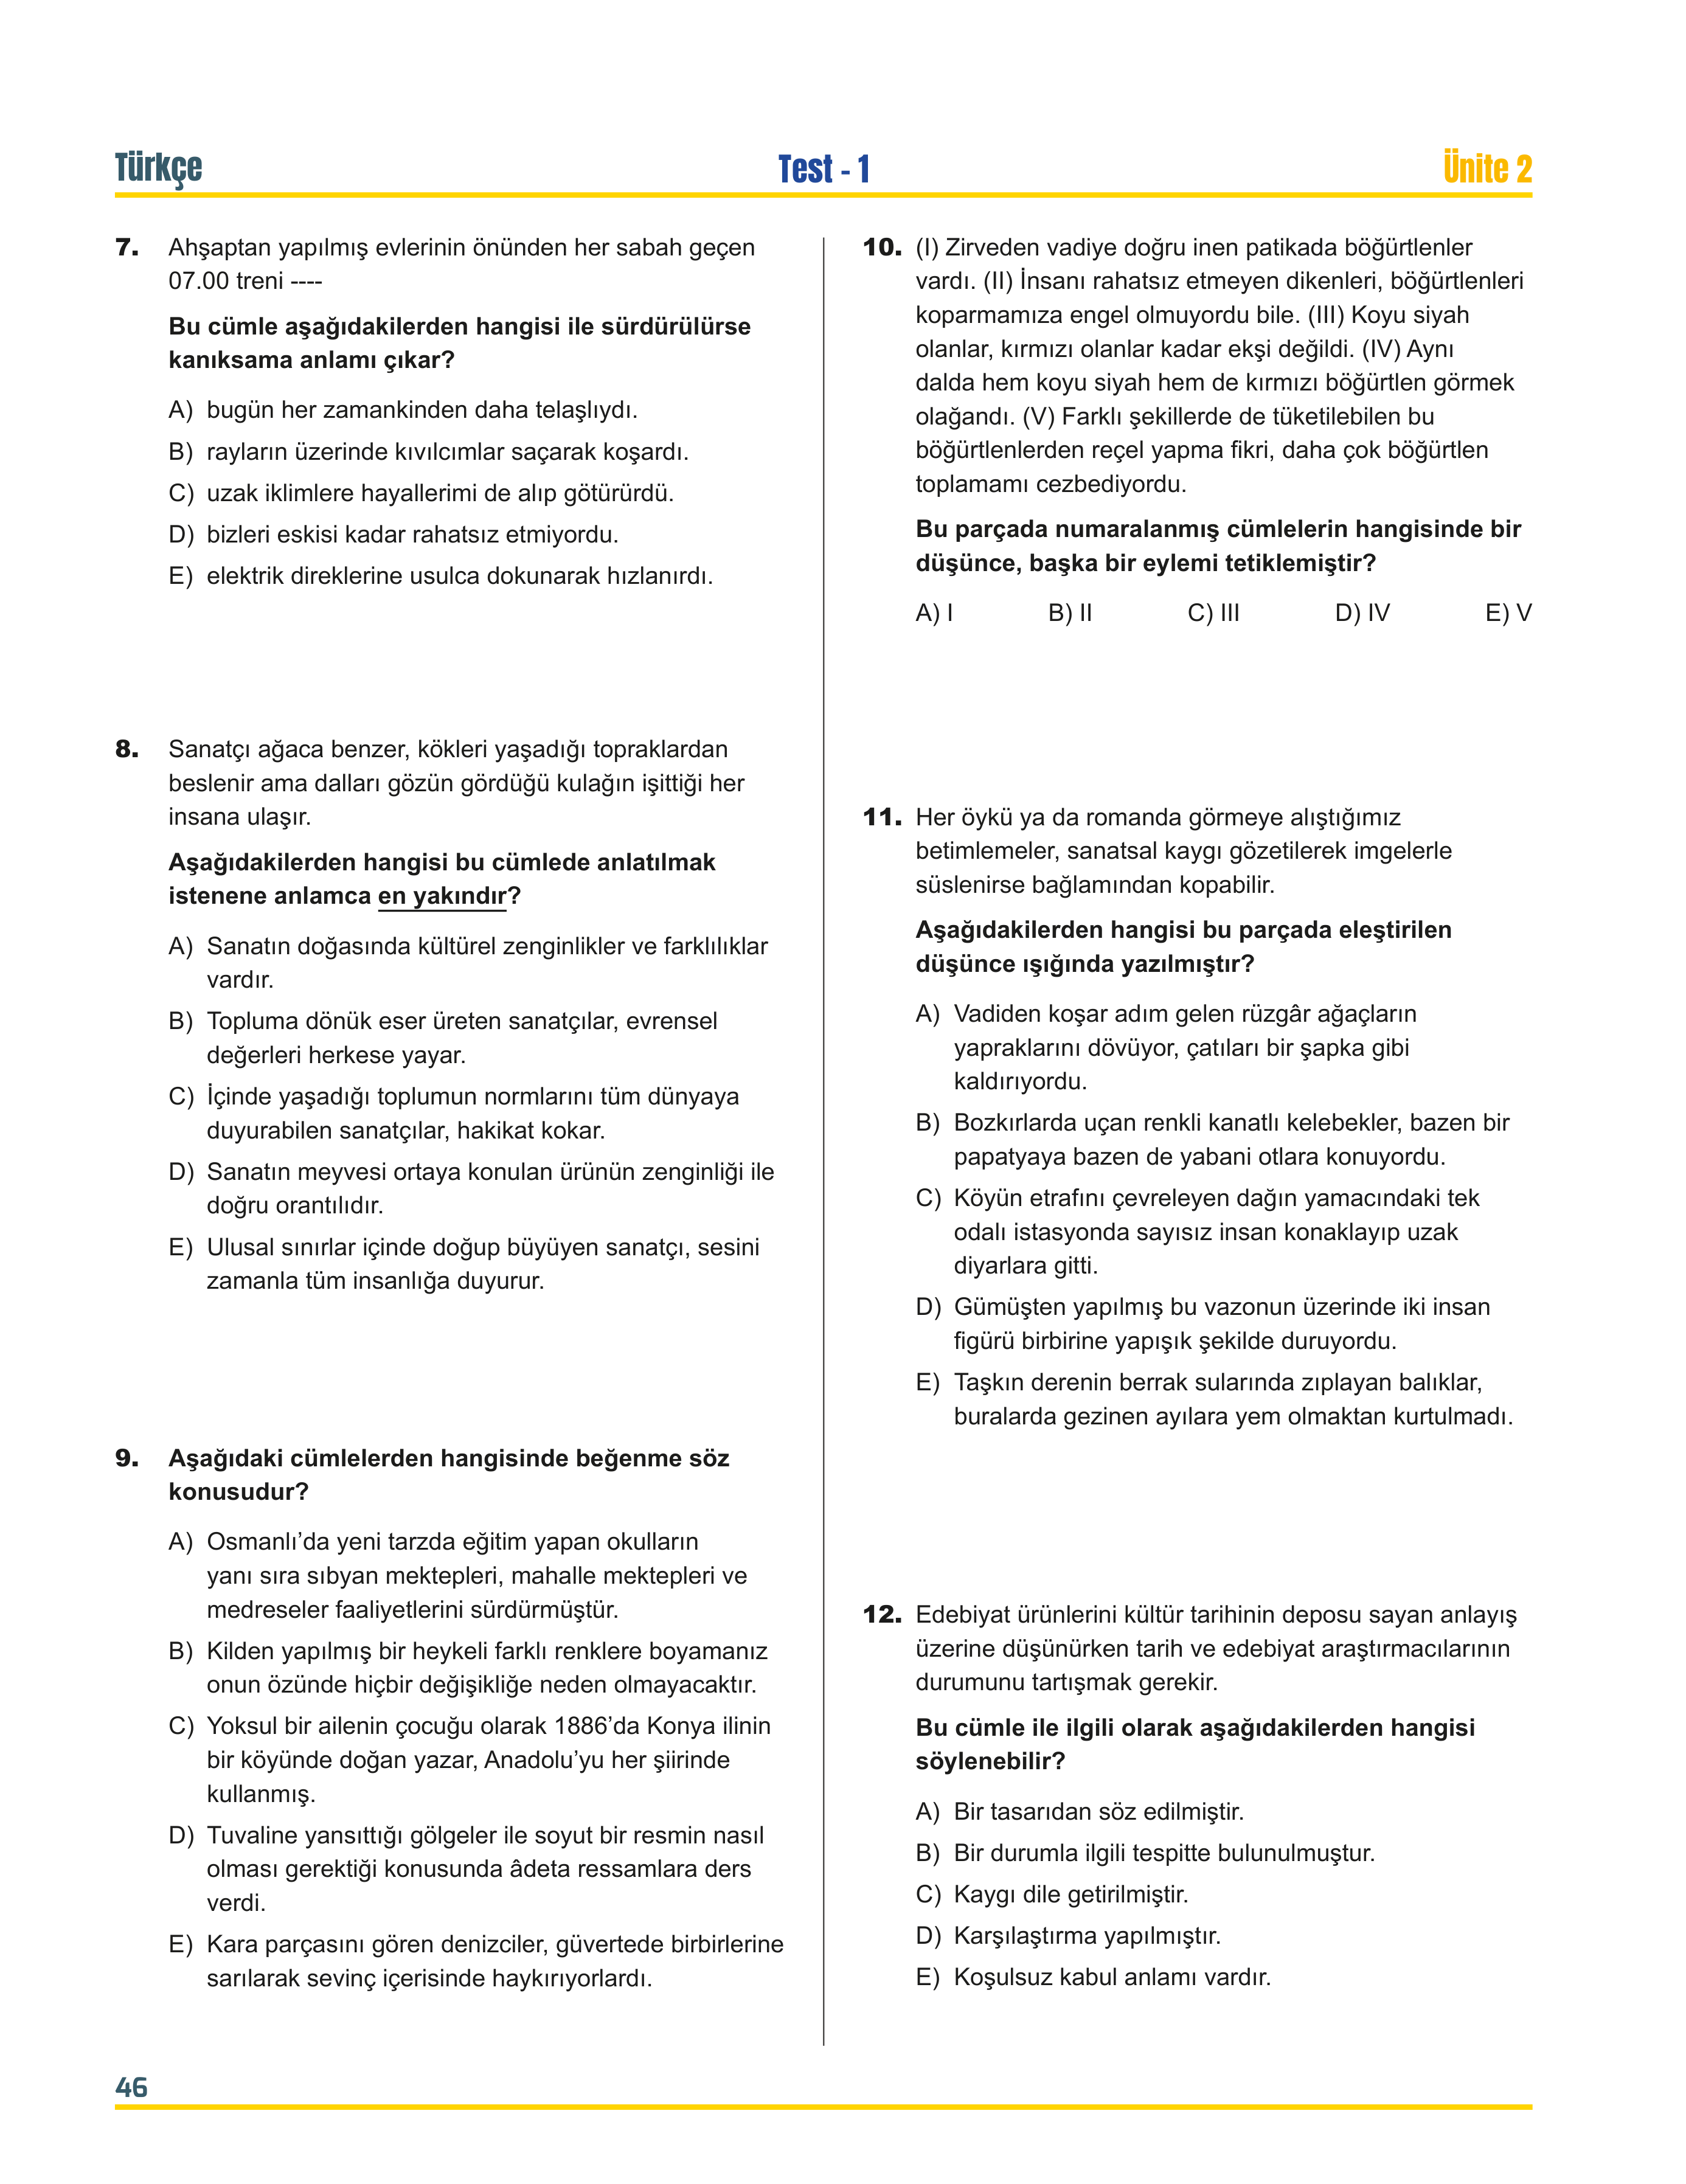 Türkçe
Test - 1
Ünite 2
7. Ahşaptan yapılmış evlerinin önünden her sabah geçen
07.00 treni ----
Bu cümle aşağıdakilerden hangisi ile sürdürülürse
kanıksama anlamı çıkar?
A) bugün her zamankinden daha telaşlıydı.
B) rayların üzerinde kıvılcımlar saçarak koşardı.
C) uzak iklimlere hayallerimi de alıp götürürdü.
D) bizleri eskisi kadar rahatsız etmiyordu.
E) elektrik direklerine usulca dokunarak hızlanırdı.
8. Sanatçı ağaca benzer, kökleri yaşadığı topraklardan
beslenir ama dalları gözün gördüğü kulağın işittiği her
insana ulaşır.
Aşağıdakilerden hangisi bu cümlede anlatılmak
istenene anlamca en yakındır?
A) Sanatın doğasında kültürel zenginlikler ve farklılıklar
vardır.
B) Topluma dönük eser üreten sanatçılar, evrensel
değerleri herkese yayar.
C) İçinde yaşadığı toplumun normlarını tüm dünyaya
duyurabilen sanatçılar, hakikat kokar.
D) Sanatın meyvesi ortaya konulan ürünün zenginliği ile
doğru orantılıdır.
E) Ulusal sınırlar içinde doğup büyüyen sanatçı, sesini
zamanla tüm insanlığa duyurur.
9. Aşağıdaki cümlelerden hangisinde beğenme söz
konusudur?
A) Osmanlı’da yeni tarzda eğitim yapan okulların
yanı sıra sıbyan mektepleri, mahalle mektepleri ve
medreseler faaliyetlerini sürdürmüştür.
B) Kilden yapılmış bir heykeli farklı renklere boyamanız
onun özünde hiçbir değişikliğe neden olmayacaktır.
C) Yoksul bir ailenin çocuğu olarak 1886’da Konya ilinin
bir köyünde doğan yazar, Anadolu’yu her şiirinde
kullanmış.
D) Tuvaline yansıttığı gölgeler ile soyut bir resmin nasıl
olması gerektiği konusunda âdeta ressamlara ders
verdi.
E) Kara parçasını gören denizciler, güvertede birbirlerine
sarılarak sevinç içerisinde haykırıyorlardı.
10. (I) Zirveden vadiye doğru inen patikada böğürtlenler
vardı. (II) İnsanı rahatsız etmeyen dikenleri, böğürtlenleri
koparmamıza engel olmuyordu bile. (III) Koyu siyah
olanlar, kırmızı olanlar kadar ekşi değildi. (IV) Aynı
dalda hem koyu siyah hem de kırmızı böğürtlen görmek
olağandı. (V) Farklı şekillerde de tüketilebilen bu
böğürtlenlerden reçel yapma fikri, daha çok böğürtlen
toplamamı cezbediyordu.
Bu parçada numaralanmış cümlelerin hangisinde bir
düşünce, başka bir eylemi tetiklemiştir?
A) I B) II C) III D) IV E) V
11. Her öykü ya da romanda görmeye alıştığımız
betimlemeler, sanatsal kaygı gözetilerek imgelerle
süslenirse bağlamından kopabilir.
Aşağıdakilerden hangisi bu parçada eleştirilen
düşünce ışığında yazılmıştır?
A) Vadiden koşar adım gelen rüzgâr ağaçların
yapraklarını dövüyor, çatıları bir şapka gibi
kaldırıyordu.
B) Bozkırlarda uçan renkli kanatlı kelebekler, bazen bir
papatyaya bazen de yabani otlara konuyordu.
C) Köyün etrafını çevreleyen dağın yamacındaki tek
odalı istasyonda sayısız insan konaklayıp uzak
diyarlara gitti.
D) Gümüşten yapılmış bu vazonun üzerinde iki insan
figürü birbirine yapışık şekilde duruyordu.
E) Taşkın derenin berrak sularında zıplayan balıklar,
buralarda gezinen ayılara yem olmaktan kurtulmadı.
12. Edebiyat ürünlerini kültür tarihinin deposu sayan anlayış
üzerine düşünürken tarih ve edebiyat araştırmacılarının
durumunu tartışmak gerekir.
Bu cümle ile ilgili olarak aşağıdakilerden hangisi
söylenebilir?
A) Bir tasarıdan söz edilmiştir.
B) Bir durumla ilgili tespitte bulunulmuştur.
C) Kaygı dile getirilmiştir.
D) Karşılaştırma yapılmıştır.
E) Koşulsuz kabul anlamı vardır.
46